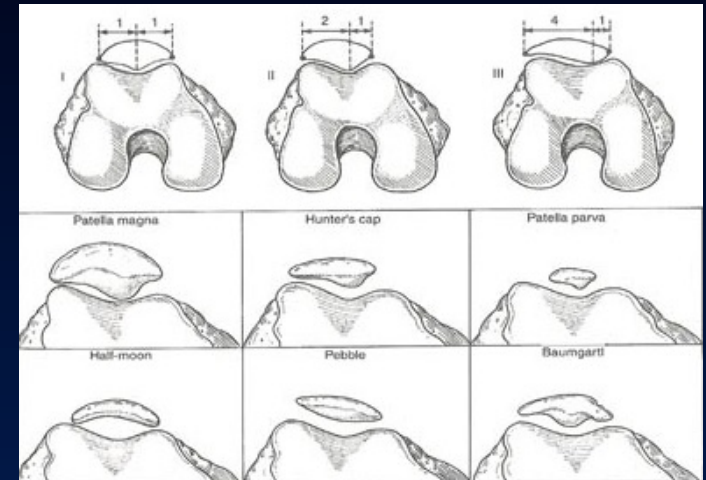 1 1
2 1
4 1
I
II
III
Patella magna
Hunter's cap
Patella parva
Half-moon
Pebble
Baumgartl